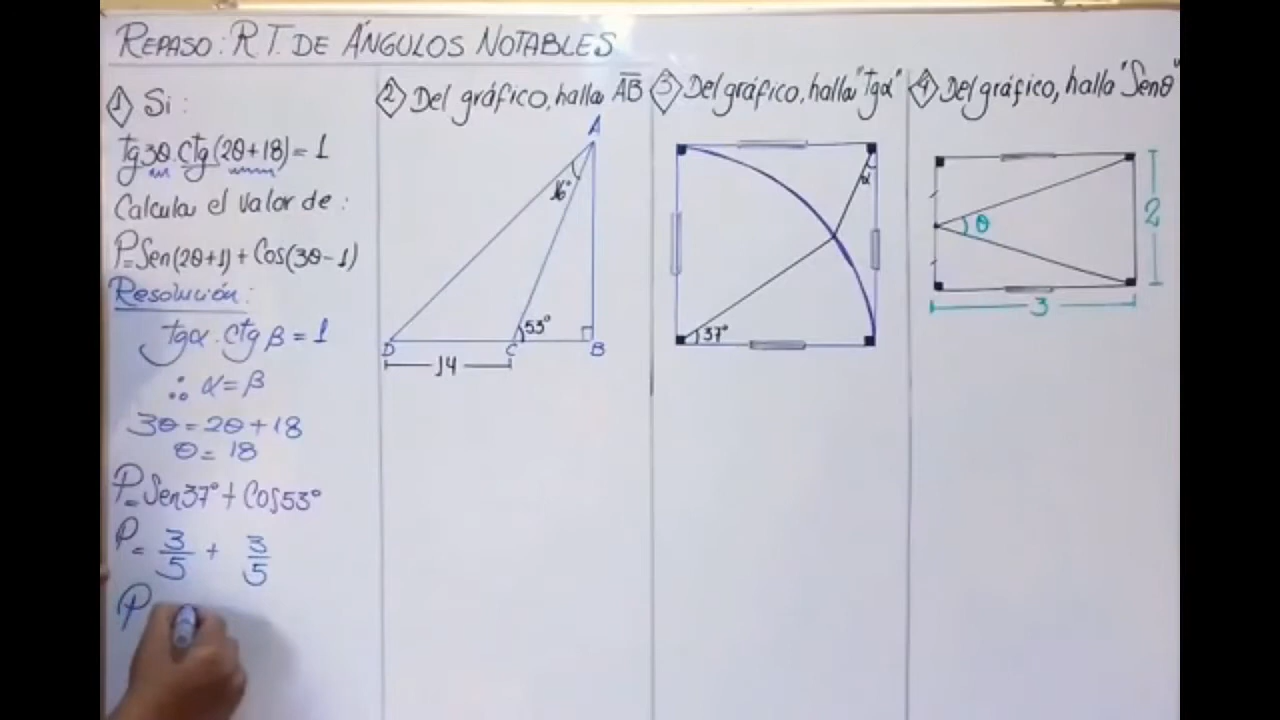 REPASO: R.T. DE ÁNGULOS NOTABLES
1 Si:
tg3θ.ctg(2θ+18)=1
Calcula el valor de:
P=Sen(2θ+1)+Cos(3θ-1)
Resolución:
tgα.ctgβ=1
∴ α=β
3θ=2θ+18
θ=18
P=Sen37°+Cos53°
P=3/5+3/5
P
2 Del gráfico, halla AB
A
16°
53°
D
C
B
14
3 Del gráfico, halla "tgα"
α
37°
4 Del gráfico, halla "Senθ"
θ
2
3